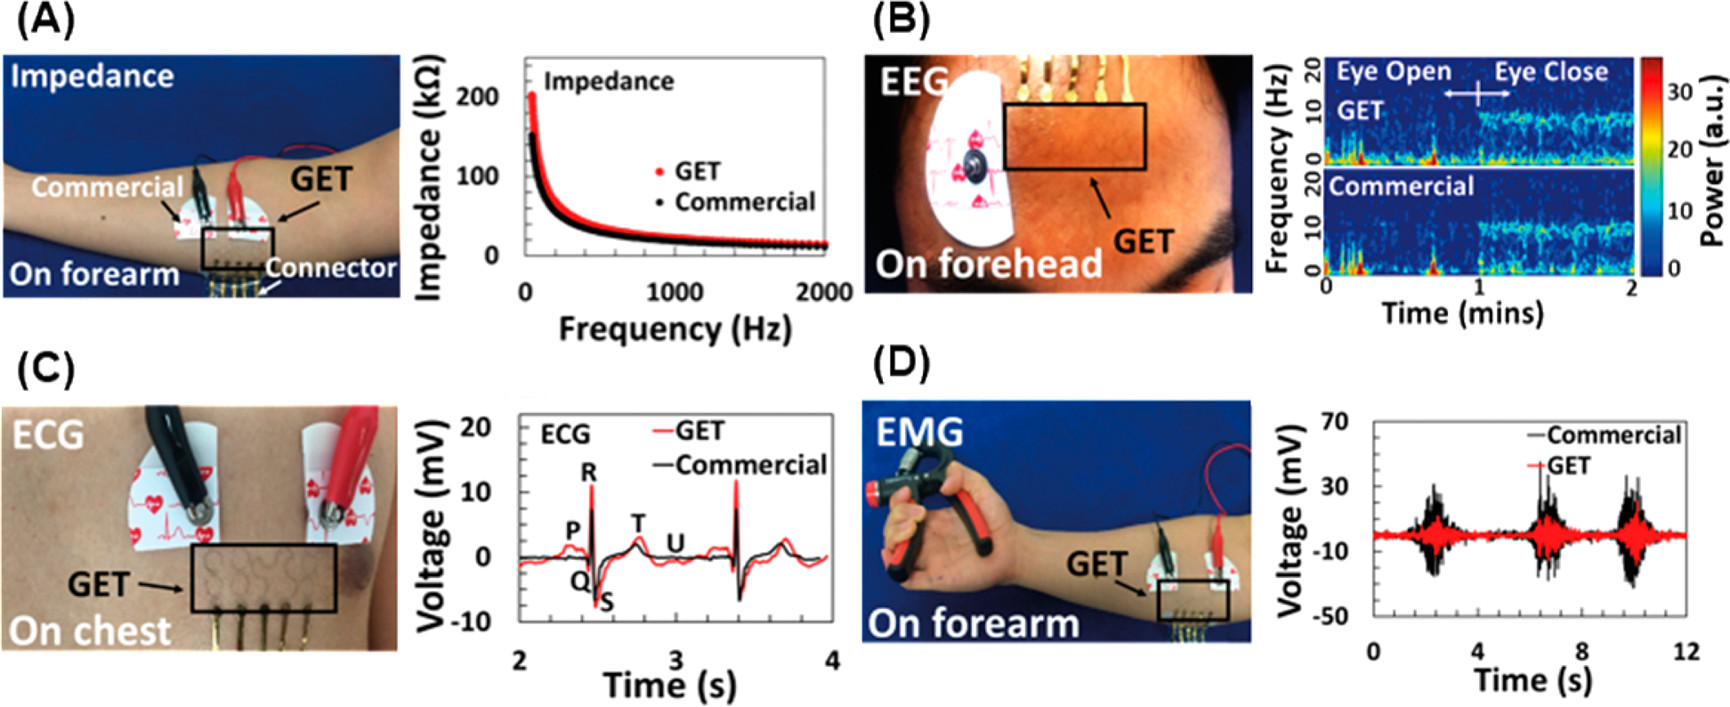 (A)
Impedance
Commercial
GET
On forearm
Connector
Impedance (kΩ)
200
100
0
Impedance
GET
Commercial
0
1000
2000
Frequency (Hz)
(B)
EEG
GET
On forehead
Frequency (Hz)
20
10
0
Eye Open
Eye Close
GET
Frequency (Hz)
20
10
0
Commercial
0
1
2
Time (mins)
30
20
10
0
Power (a.u.)
(C)
ECG
GET
On chest
Voltage (mV)
20
10
0
-10
ECG
GET
Commercial
R
P
Q
S
T
U
2
3
4
Time (s)
(D)
EMG
GET
On forearm
Voltage (mV)
70
30
-10
-50
Commercial
GET
0
4
8
12
Time (s)